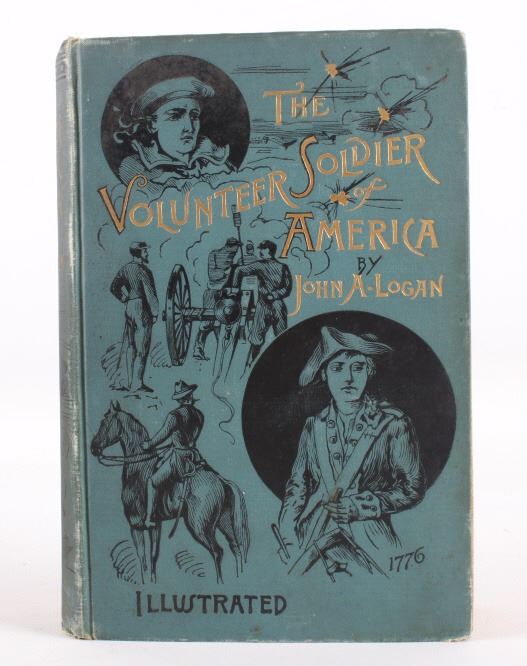 THE
VOLUNTEER SOLDIER
of
AMERICA
BY
JOHN A. LOGAN
1776
ILLUSTRATED